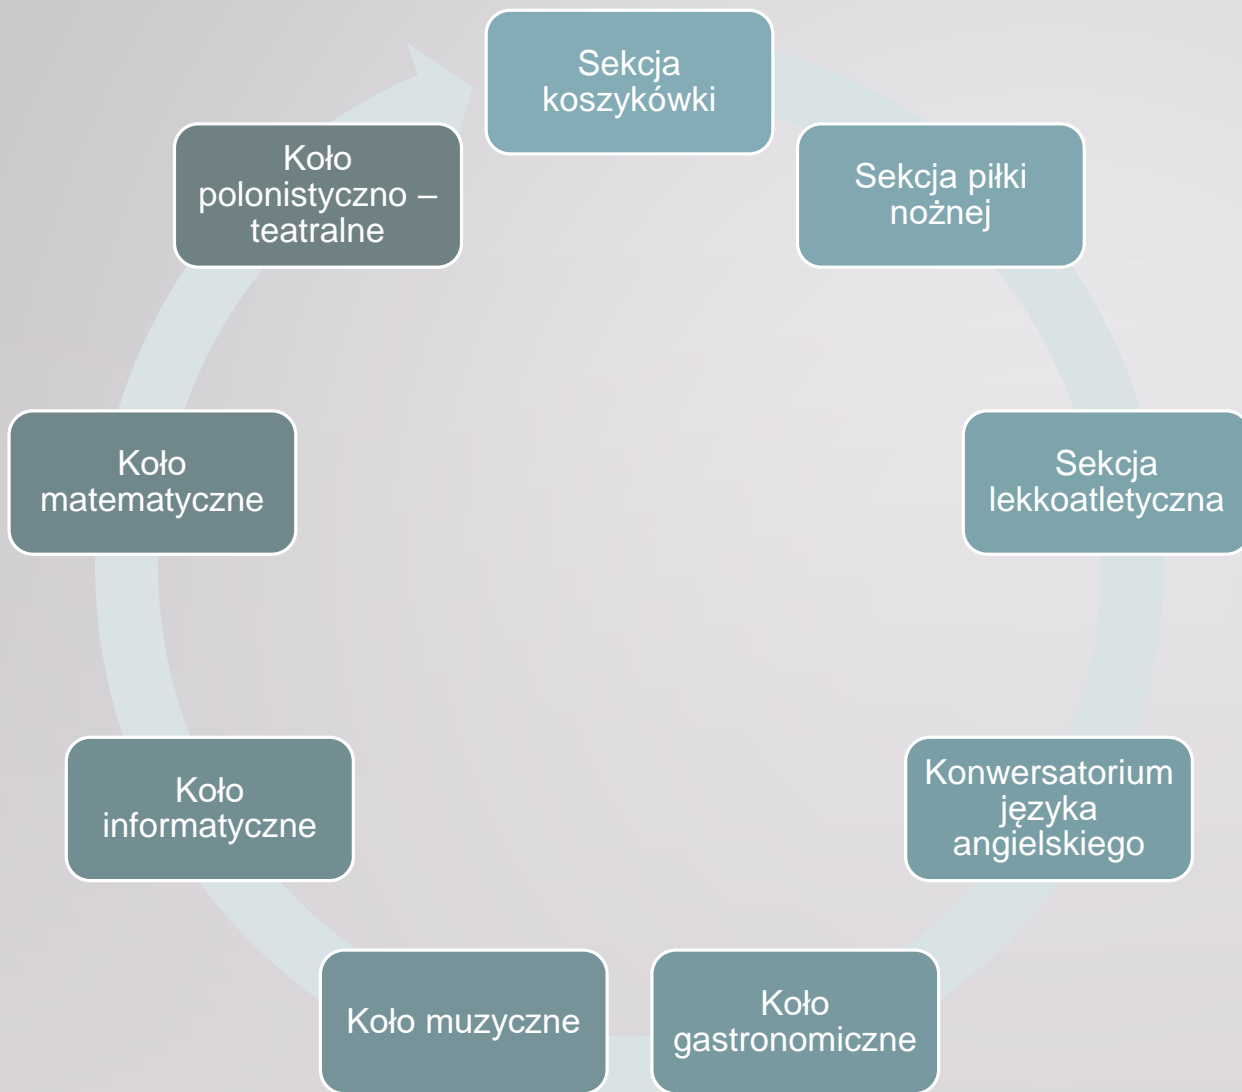 Sekcja
koszykówki
Sekcja piłki
nożnej
Sekcja
lekkoatletyczna
Konwersatorium
języka
angielskiego
Koło
gastronomiczne
Koło muzyczne
Koło
informatyczne
Koło
matematyczne
Koło
polonistyczno –
teatralne